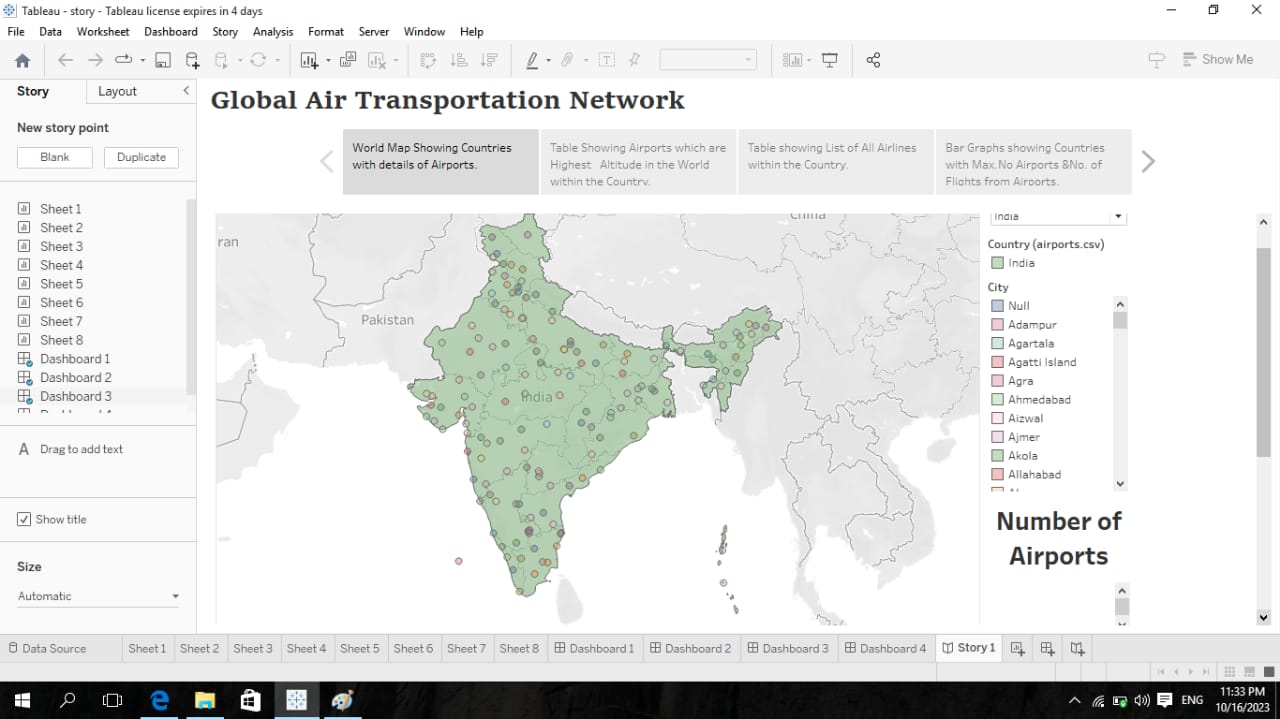 Tableau - story - Tableau license expires in 4 days
File Data Worksheet Dashboard Story Analysis Format Server Window Help
Show Me
Story Layout
New story point
Blank Duplicate
Sheet 1
Sheet 2
Sheet 3
Sheet 4
Sheet 5
Sheet 6
Sheet 7
Sheet 8
Dashboard 1
Dashboard 2
Dashboard 3
A Drag to add text
Show title
Size
Automatic
Global Air Transportation Network
World Map Showing Countries
with details of Airports.
Table Showing Airports which are
Highest Altitude in the World
within the Country.
Table showing List of All Airlines
within the Country.
Bar Graphs showing Countries
with Max.No Airports &No. of
Flights from Airports.
ran
Pakistan
India
China
India
Country (airports.csv)
India
City
Null
Adampur
Agartala
Agatti Island
Agra
Ahmedabad
Aizwal
Ajmer
Akola
Allahabad
Number of
Airports
Data Source Sheet 1 Sheet 2 Sheet 3 Sheet 4 Sheet 5 Sheet 6 Sheet 7 Sheet 8 Dashboard 1 Dashboard 2 Dashboard 3 Dashboard 4 Story 1
ENG
11:33 PM
10/16/2023